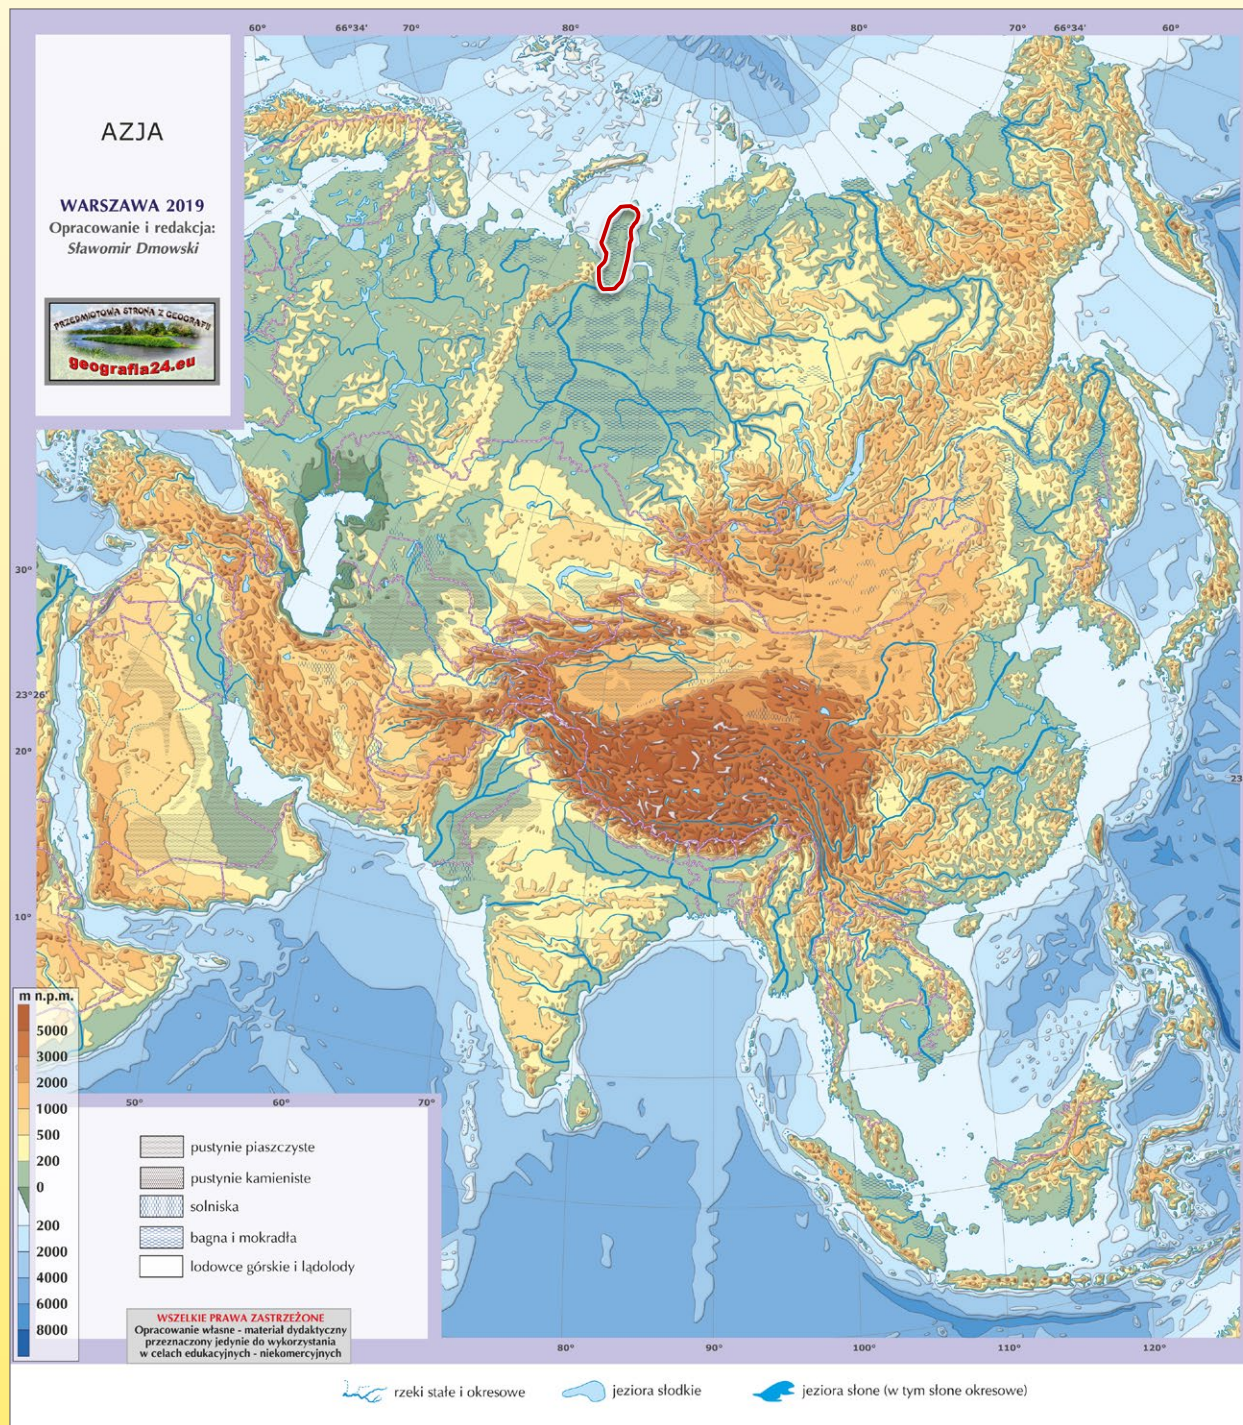 60° 66°34' 70° 80° 80° 70° 66°34' 60°
AZJA
WARSZAWA 2019
Opracowanie i redakcja:
Sławomir Dmowski
PRZEDMIOTOWA STRONA Z GEOGRAFII
geografia24.eu
30°
23°26'
20°
23
10°
m n.p.m.
5000
3000
2000
1000
500
200
0
200
2000
4000
6000
8000
50° 60° 70°
pustynie piaszczyste
pustynie kamieniste
solniska
bagna i mokradła
lodowce górskie i lądolody
WSZELKIE PRAWA ZASTRZEŻONE
Opracowanie własne - materiał dydaktyczny
przeznaczony jedynie do wykorzystania
w celach edukacyjnych - niekomercyjnych
80° 90° 100° 110° 120°
rzeki stałe i okresowe jeziora słodkie jeziora słone (w tym słone okresowe)